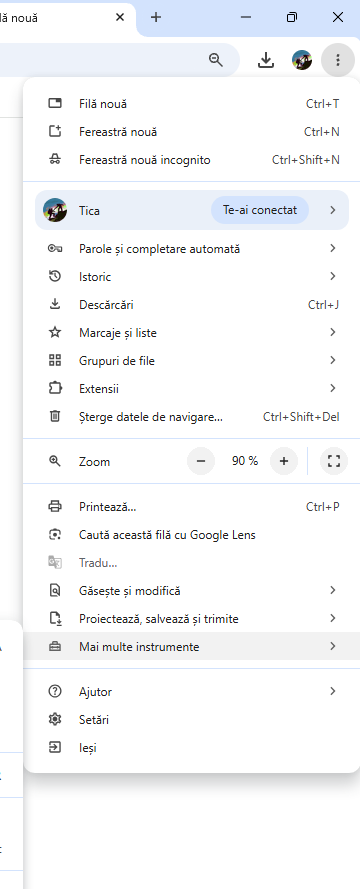 lă nouă
Filă nouă Ctrl+T
Fereastră nouă Ctrl+N
Fereastră nouă incognito Ctrl+Shift+N
Tica Te-ai conectat
Parole și completare automată
Istoric
Descărcări Ctrl+J
Marcaje și liste
Grupuri de file
Extensii
Șterge datele de navigare... Ctrl+Shift+Del
Zoom 90 %
Printează... Ctrl+P
Caută această filă cu Google Lens
Tradu...
Găsește și modifică
Proiectează, salvează și trimite
Mai multe instrumente
Ajutor
Setări
Ieși